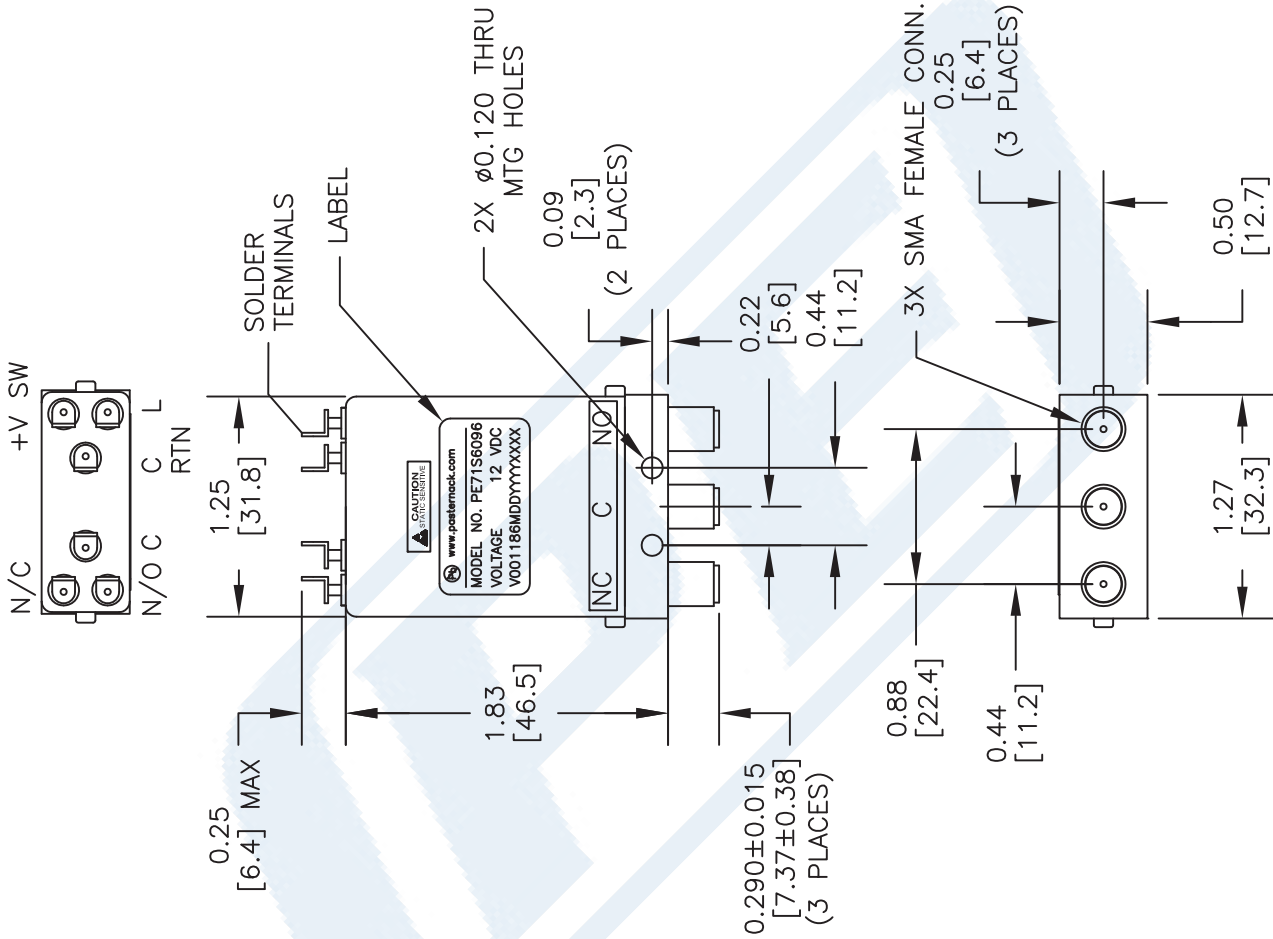 N/C
+V SW
N/O C
C
L
RTN
SOLDER
TERMINALS
LABEL
1.25
[31.8]
0.25
[6.4] MAX
CAUTION
STATIC SENSITIVE
Pb www.pasternack.com
MODEL NO. PE71S6096
VOLTAGE 12 VDC
V001186MDDYYYYXXXX
NC
C
NO
2X ø0.120 THRU
MTG HOLES
0.09
[2.3]
(2 PLACES)
1.83
[46.5]
0.22
[5.6]
0.44
[11.2]
0.290±0.015
[7.37±0.38]
(3 PLACES)
3X SMA FEMALE CONN.
0.25
[6.4]
(3 PLACES)
0.88
[22.4]
0.44
[11.2]
0.50
[12.7]
1.27
[32.3]